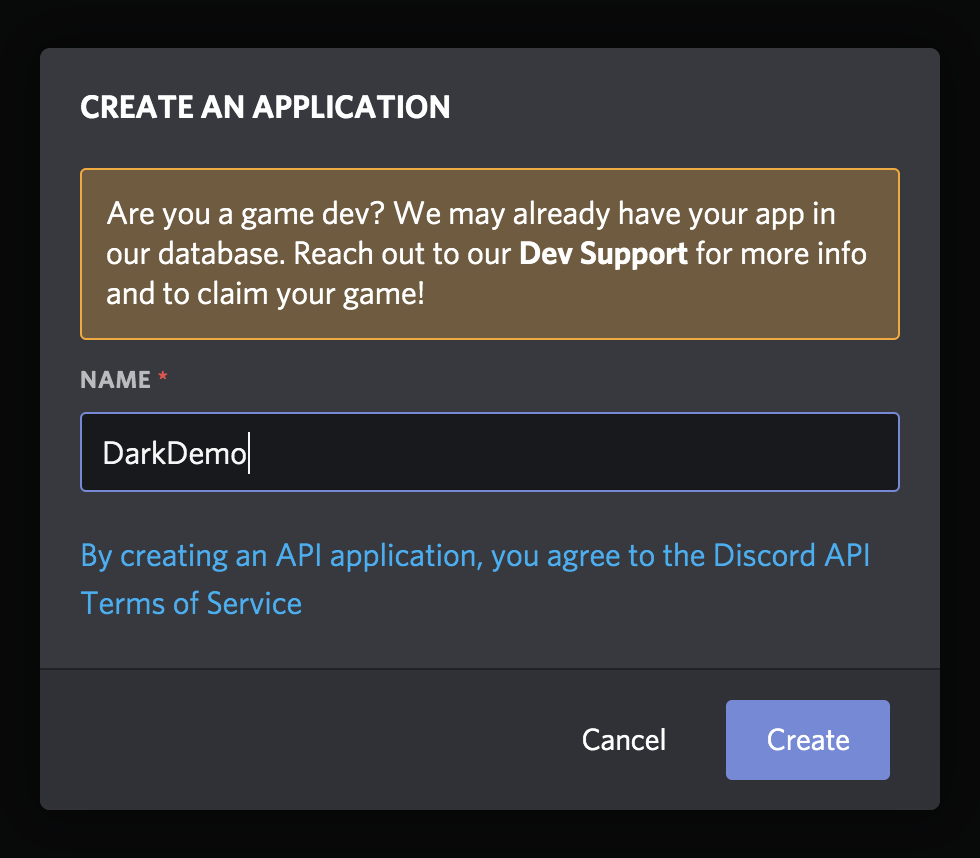 CREATE AN APPLICATION
Are you a game dev? We may already have your app in
our database. Reach out to our Dev Support for more info
and to claim your game!
NAME *
DarkDemo
By creating an API application, you agree to the Discord API
Terms of Service
Cancel
Create